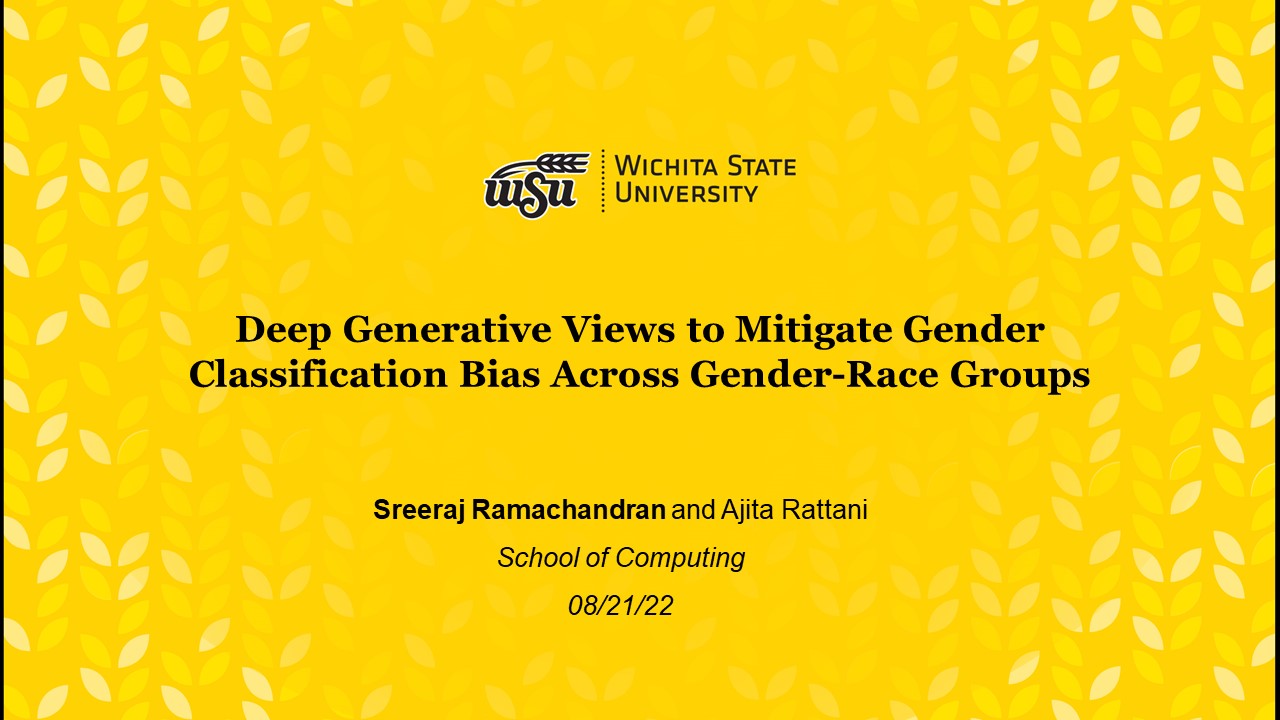 wsu
WICHITA STATE
UNIVERSITY
Deep Generative Views to Mitigate Gender
Classification Bias Across Gender-Race Groups
Sreeraj Ramachandran and Ajita Rattani
School of Computing
08/21/22